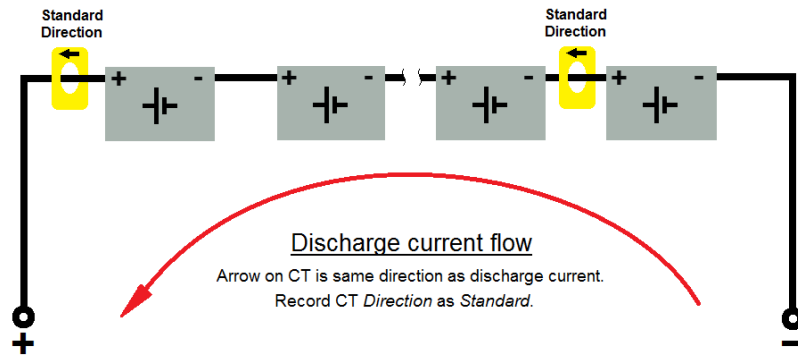 Standard
Direction
Standard
Direction
+ - + - + - + -
Discharge current flow
Arrow on CT is same direction as discharge current.
Record CT Direction as Standard.
+ -